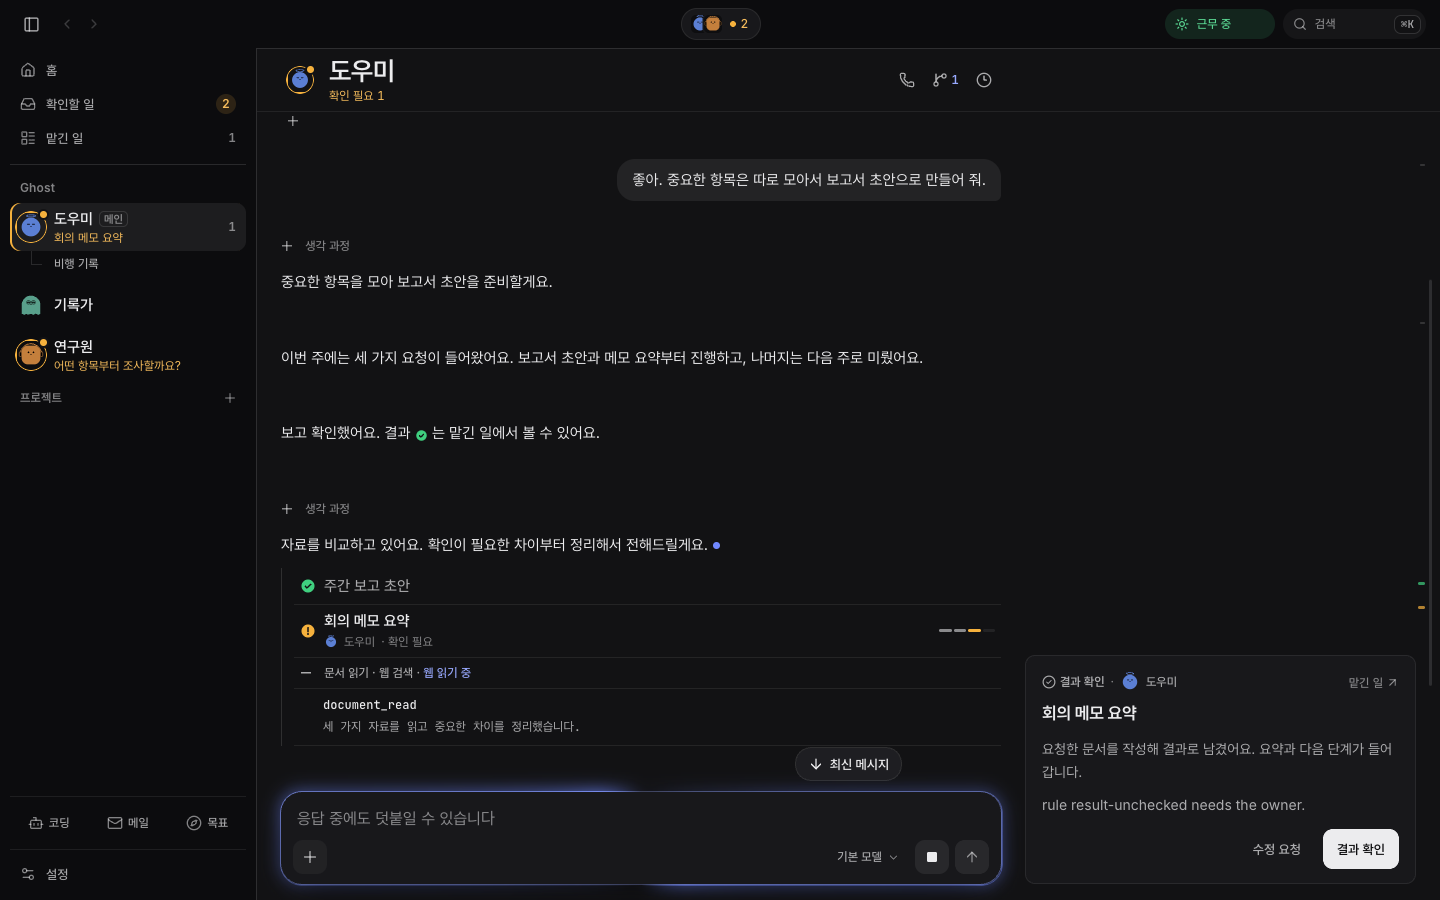 2
근무 중
검색
⌘K
홈
확인할 일
2
맡긴 일
1
Ghost
도우미
메인
회의 메모 요약
1
비행 기록
기록가
연구원
어떤 항목부터 조사할까요?
프로젝트
코딩
메일
목표
설정
도우미
확인 필요 1
1
좋아. 중요한 항목은 따로 모아서 보고서 초안으로 만들어 줘.
생각 과정
중요한 항목을 모아 보고서 초안을 준비할게요.
이번 주에는 세 가지 요청이 들어왔어요. 보고서 초안과 메모 요약부터 진행하고, 나머지는 다음 주로 미뤘어요.
보고 확인했어요. 결과 는 맡긴 일에서 볼 수 있어요.
생각 과정
자료를 비교하고 있어요. 확인이 필요한 차이부터 정리해서 전해드릴게요.
주간 보고 초안
회의 메모 요약
도우미 · 확인 필요
문서 읽기 · 웹 검색 · 웹 읽기 중
document_read
세 가지 자료를 읽고 중요한 차이를 정리했습니다.
최신 메시지
응답 중에도 덧붙일 수 있습니다
기본 모델
결과 확인 · 도우미
맡긴 일
회의 메모 요약
요청한 문서를 작성해 결과로 남겼어요. 요약과 다음 단계가 들어
갑니다.
rule result-unchecked needs the owner.
수정 요청
결과 확인